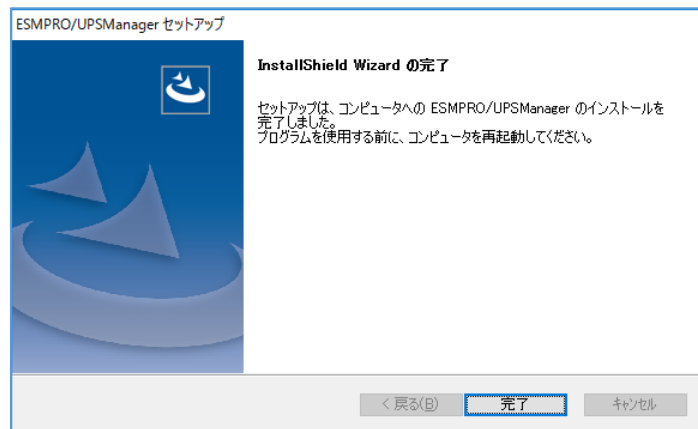 ESMPRO/UPSManager セットアップ
InstallShield Wizard の完了
セットアップは、コンピュータへの ESMPRO/UPSManager のインストールを
完了しました。
プログラムを使用する前に、コンピュータを再起動してください。
< 戻る(B)
完了
キャンセル